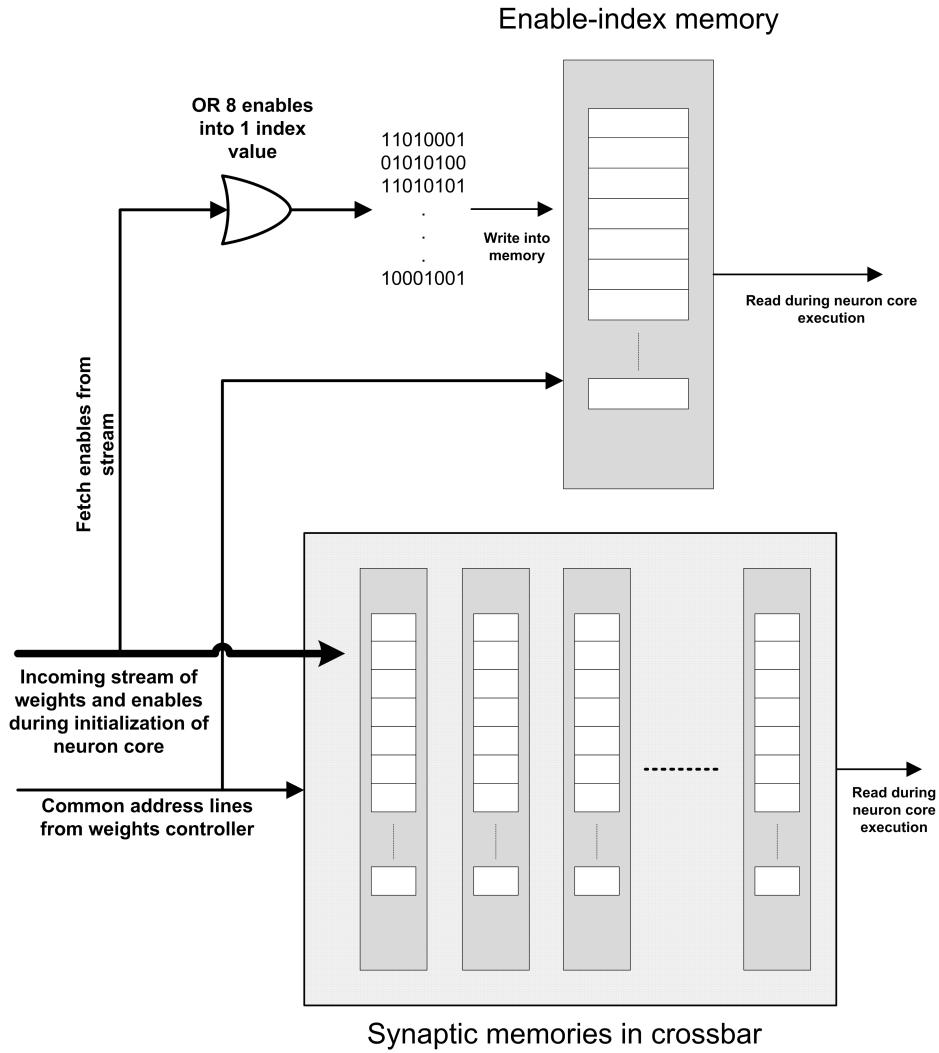 Enable-index memory
OR 8 enables
into 1 index
value
11010001
01010100
11010101
.
.
.
10001001
Write into
memory
Read during neuron core
execution
Fetch enables from
stream
Incoming stream of
weights and enables
during initialization of
neuron core
Common address lines
from weights controller
Read during
neuron core
execution
Synaptic memories in crossbar